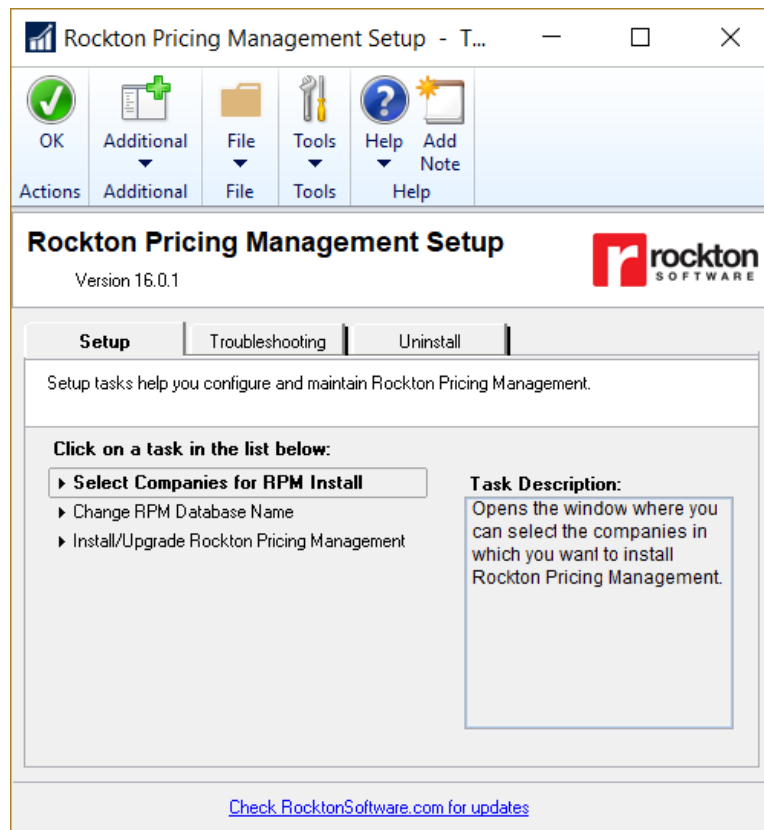 Rockton Pricing Management Setup - T...
OK
Additional
File
Tools
Help
Add Note
Actions
Additional
File
Tools
Help
Rockton Pricing Management Setup
Version 16.0.1
rockton
SOFTWARE
Setup
Troubleshooting
Uninstall
Setup tasks help you configure and maintain Rockton Pricing Management.
Click on a task in the list below:
Select Companies for RPM Install
Change RPM Database Name
Install/Upgrade Rockton Pricing Management
Task Description:
Opens the window where you
can select the companies in
which you want to install
Rockton Pricing Management.
Check RocktonSoftware.com for updates